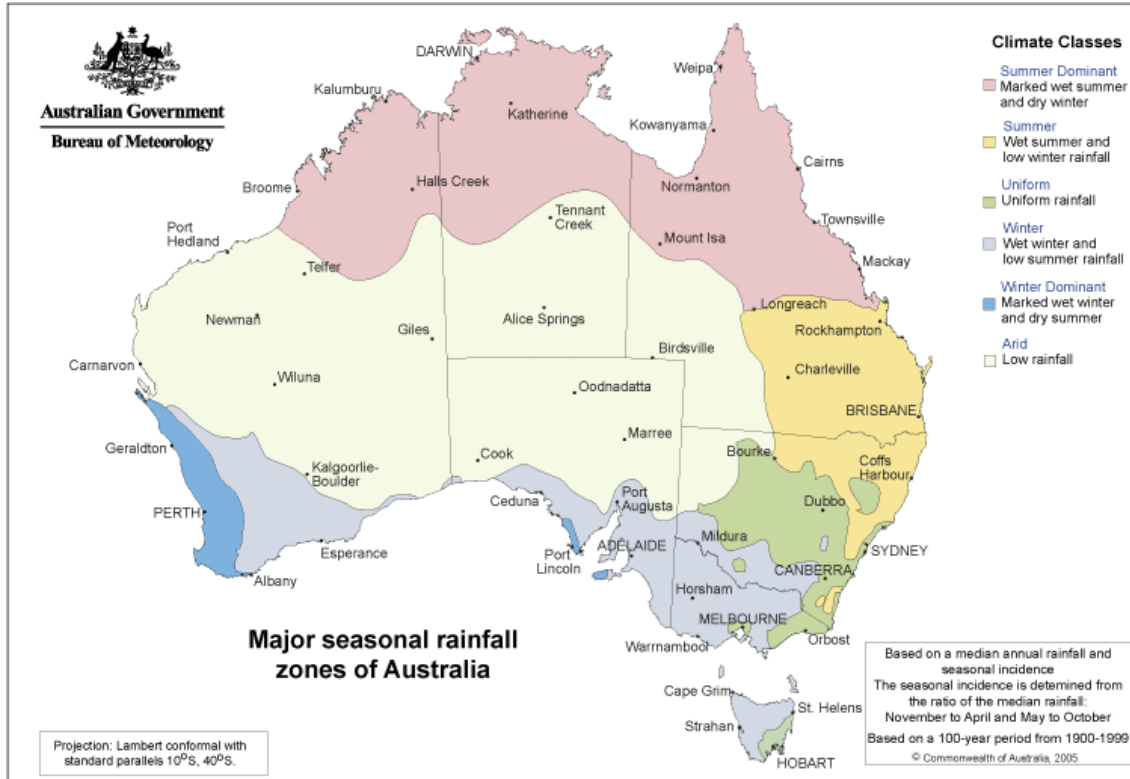 Australian Government
Bureau of Meteorology
DARWIN
Weipa
Kalumburu
Katherine
Kowanyama
Cairns
Broome
Halls Creek
Normanton
Tennant
Creek
Townsville
Port
Hedland
Mount Isa
Telfer
Mackay
Longreach
Newman
Alice Springs
Rockhampton
Giles
Birdsville
Carnarvon
Charleville
Wiluna
Oodnadatta
BRISBANE
Marree
Geraldton
Cook
Bourke
Coffs
Harbour
Kalgoorlie-
Boulder
Ceduna
Port
Augusta
Dubbo
PERTH
Mildura
Esperance
ADELAIDE
SYDNEY
Port
Lincoln
CANBERRA
Albany
Horsham
MELBOURNE
Warrnambool
Orbost
Cape Grim
St. Helens
Strahan
HOBART
Climate Classes
Summer Dominant
Marked wet summer
and dry winter
Summer
Wet summer and
low winter rainfall
Uniform
Uniform rainfall
Winter
Wet winter and
low summer rainfall
Winter Dominant
Marked wet winter
and dry summer
Arid
Low rainfall
Major seasonal rainfall
zones of Australia
Projection: Lambert conformal with
standard parallels 10°S, 40°S.
Based on a median annual rainfall and
seasonal incidence
The seasonal incidence is detemined from
the ratio of the median rainfall:
November to April and May to October
Based on a 100-year period from 1900-1999
© Commonwealth of Australia, 2005